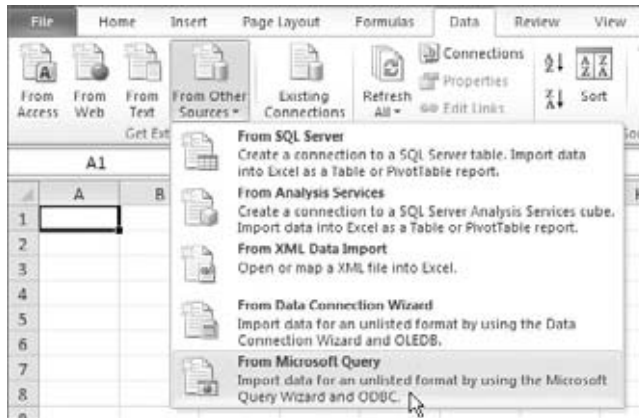 File Home Insert Page Layout Formulas Data Review View
From Access
From Web
From Text
From Other Sources
Existing Connections
Refresh All
Connections
Properties
Edit Links
Sort
Get Ext
A1
A B
1
2
3
4
5
6
7
8
From SQL Server
Create a connection to a SQL Server table. Import data
into Excel as a Table or PivotTable report.
From Analysis Services
Create a connection to a SQL Server Analysis Services cube.
Import data into Excel as a Table or PivotTable report.
From XML Data Import
Open or map a XML file into Excel.
From Data Connection Wizard
Import data for an unlisted format by using the Data
Connection Wizard and OLEDB.
From Microsoft Query
Import data for an unlisted format by using the Microsoft
Query Wizard and ODBC.